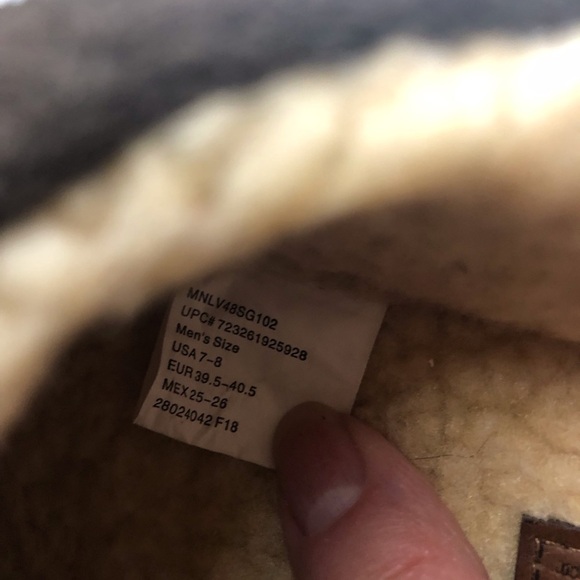 MNLV48SG102
UPC# 723261925928
Men's Size
USA 7-8
EUR 39.5-40.5
MEX 25-26
28024042 F18